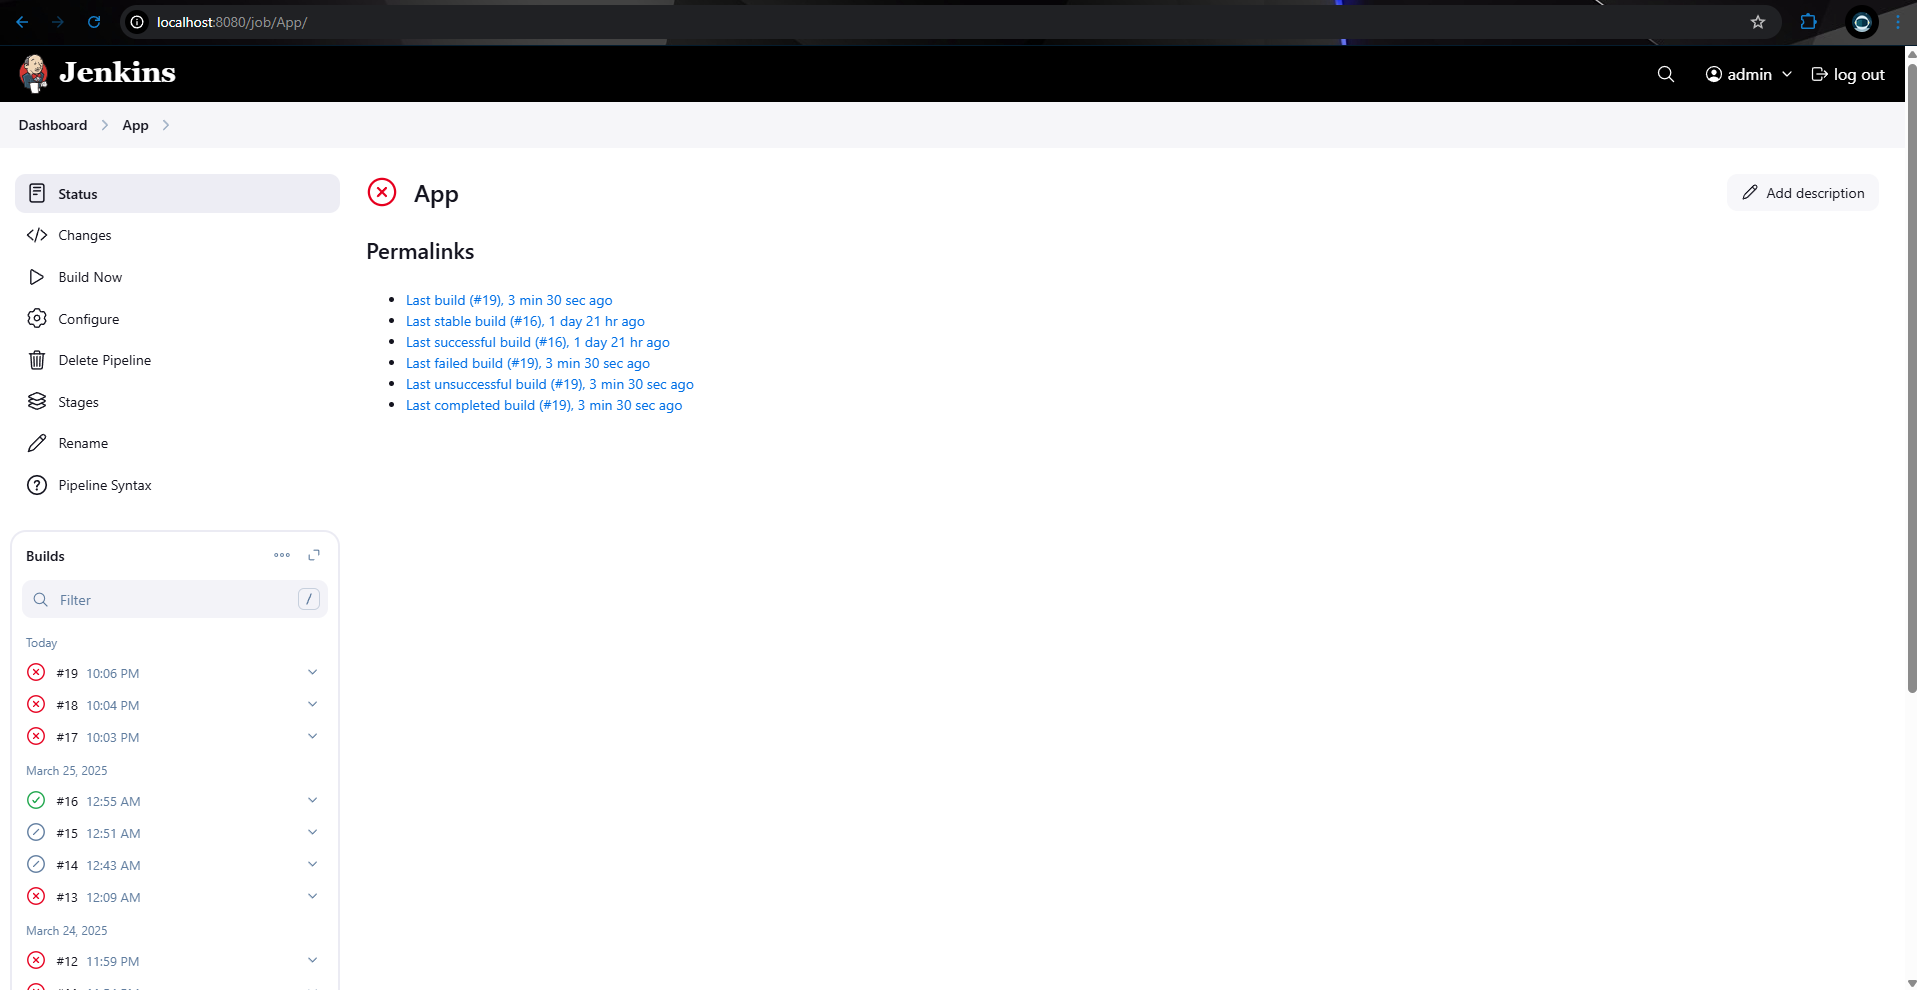 localhost:8080/job/App/
Jenkins
admin
log out
Dashboard
App
Status
Changes
Build Now
Configure
Delete Pipeline
Stages
Rename
Pipeline Syntax
App
Add description
Permalinks
Last build (#19), 3 min 30 sec ago
Last stable build (#16), 1 day 21 hr ago
Last successful build (#16), 1 day 21 hr ago
Last failed build (#19), 3 min 30 sec ago
Last unsuccessful build (#19), 3 min 30 sec ago
Last completed build (#19), 3 min 30 sec ago
Builds
Filter /
Today
#19 10:06 PM
#18 10:04 PM
#17 10:03 PM
March 25, 2025
#16 12:55 AM
#15 12:51 AM
#14 12:43 AM
#13 12:09 AM
March 24, 2025
#12 11:59 PM